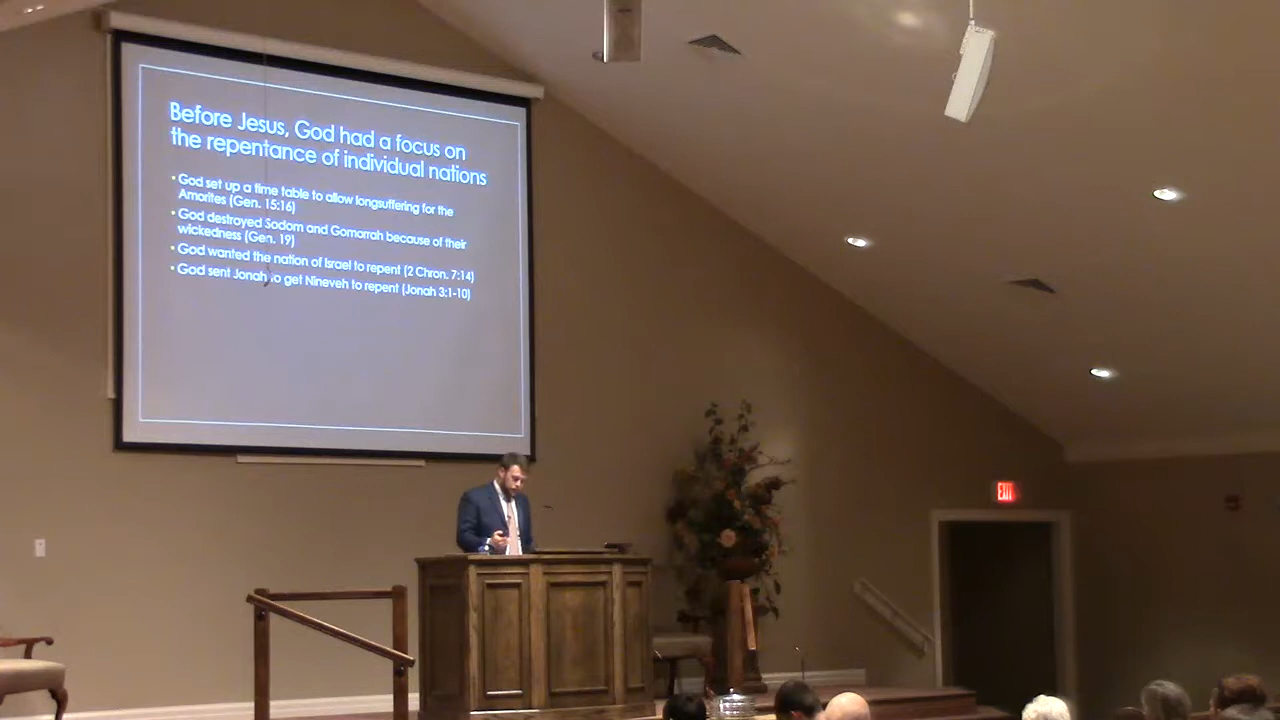 Before Jesus, God had a focus on
the repentance of individual nations
• God set up a time table to allow longsuffering for the
Amorites (Gen. 15:16)
• God destroyed Sodom and Gomorrah because of their
wickedness (Gen. 19)
• God wanted the nation of Israel to repent (2 Chron. 7:14)
• God sent Jonah to get Nineveh to repent (Jonah 3:1-10)
EXIT